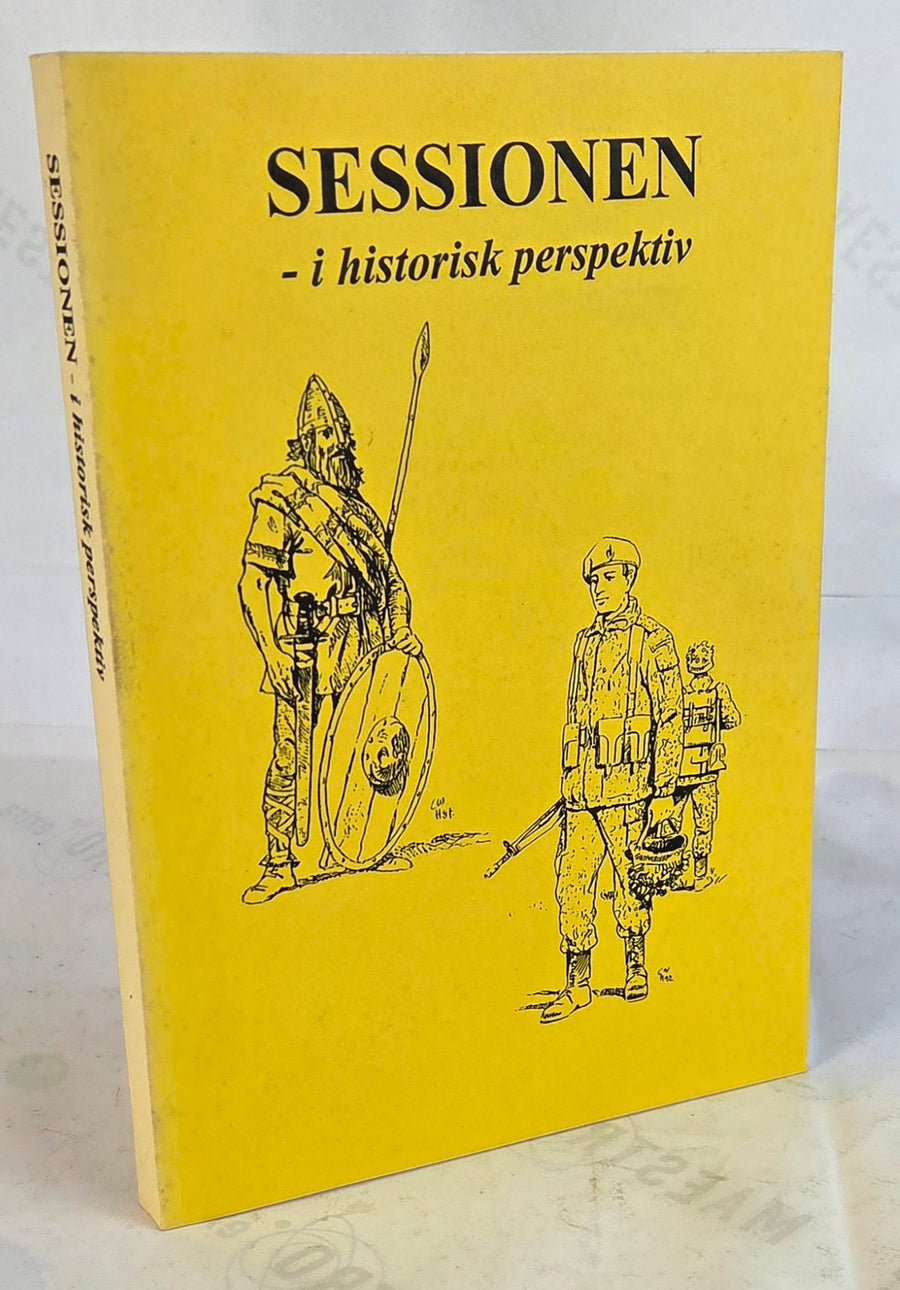 SESSIONEN
- i historisk perspektiv
SESSIONEN - i historisk perspektiv